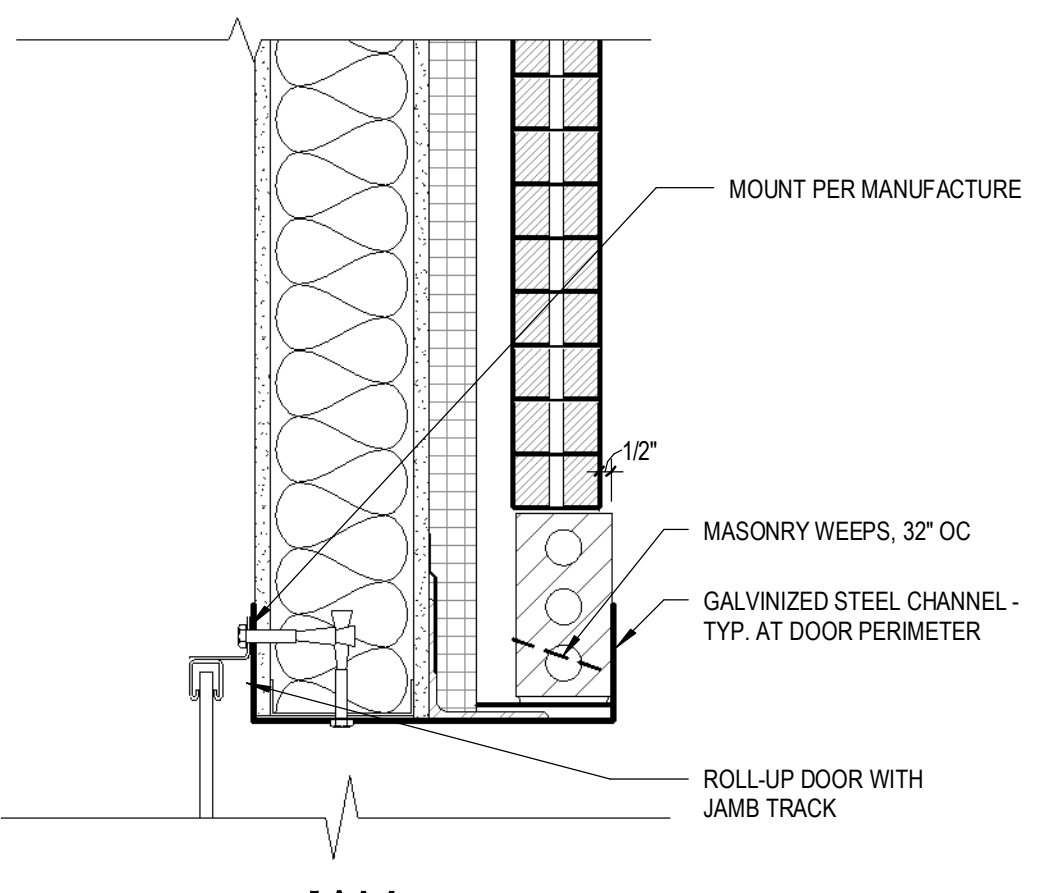 MOUNT PER MANUFACTURE
1/2"
MASONRY WEEPS, 32" OC
GALVINIZED STEEL CHANNEL -
TYP. AT DOOR PERIMETER
ROLL-UP DOOR WITH
JAMB TRACK